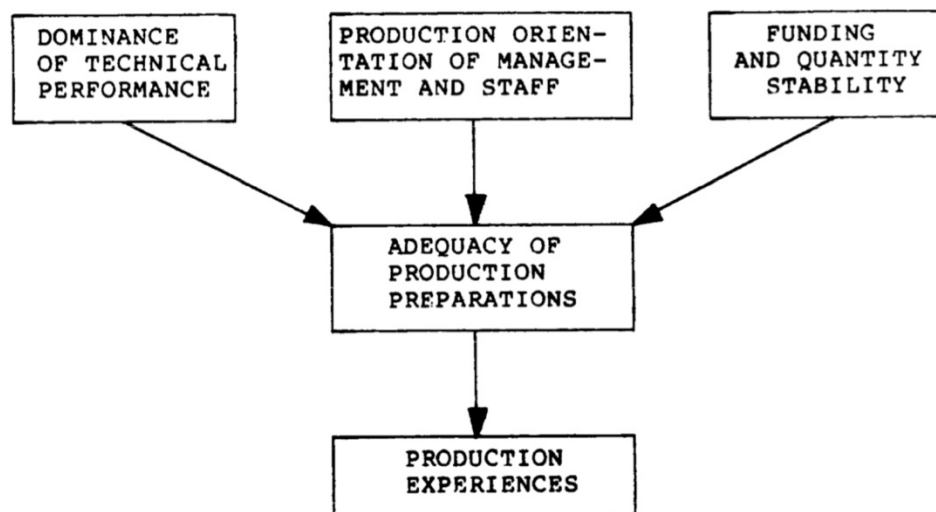 DOMINANCE
OF TECHNICAL
PERFORMANCE
PRODUCTION ORIEN-
TATION OF MANAGE-
MENT AND STAFF
FUNDING
AND QUANTITY
STABILITY
ADEQUACY OF
PRODUCTION
PREPARATIONS
PRODUCTION
EXPERIENCES